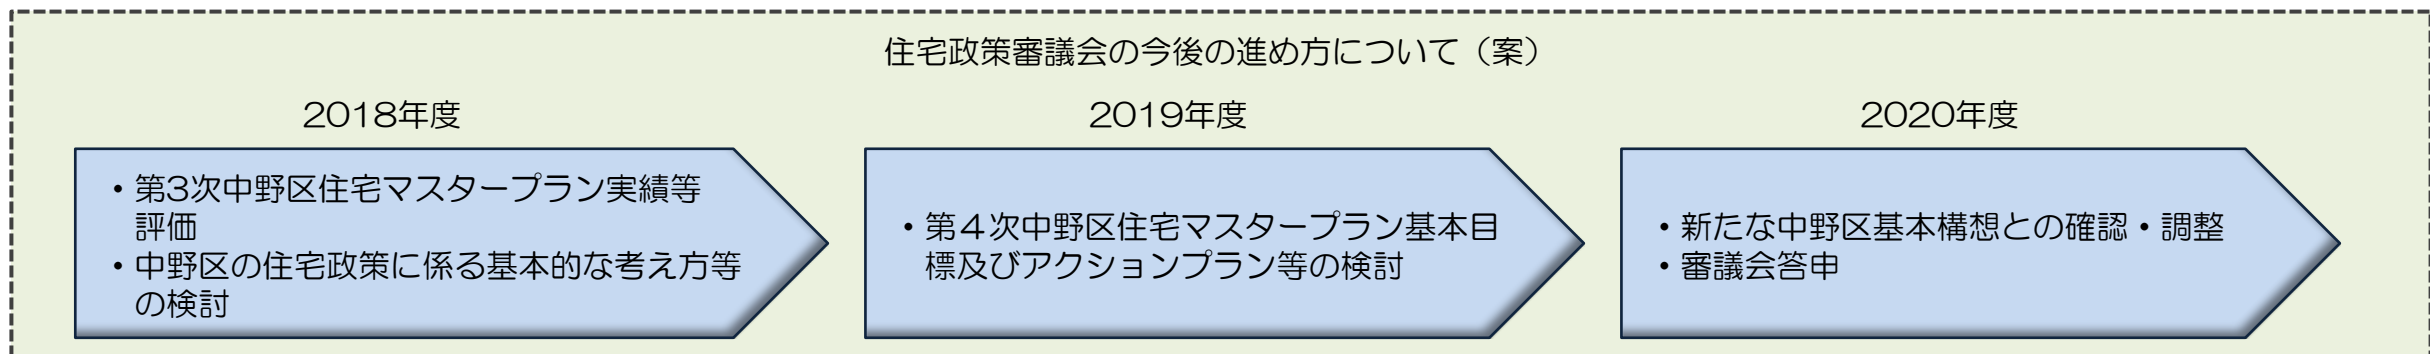 住宅政策審議会の今後の進め方について（案）
2018年度
・第3次中野区住宅マスタープラン実績等
評価
・中野区の住宅政策に係る基本的な考え方等
の検討
2019年度
・第４次中野区住宅マスタープラン基本目
標及びアクションプラン等の検討
2020年度
・新たな中野区基本構想との確認・調整
・審議会答申